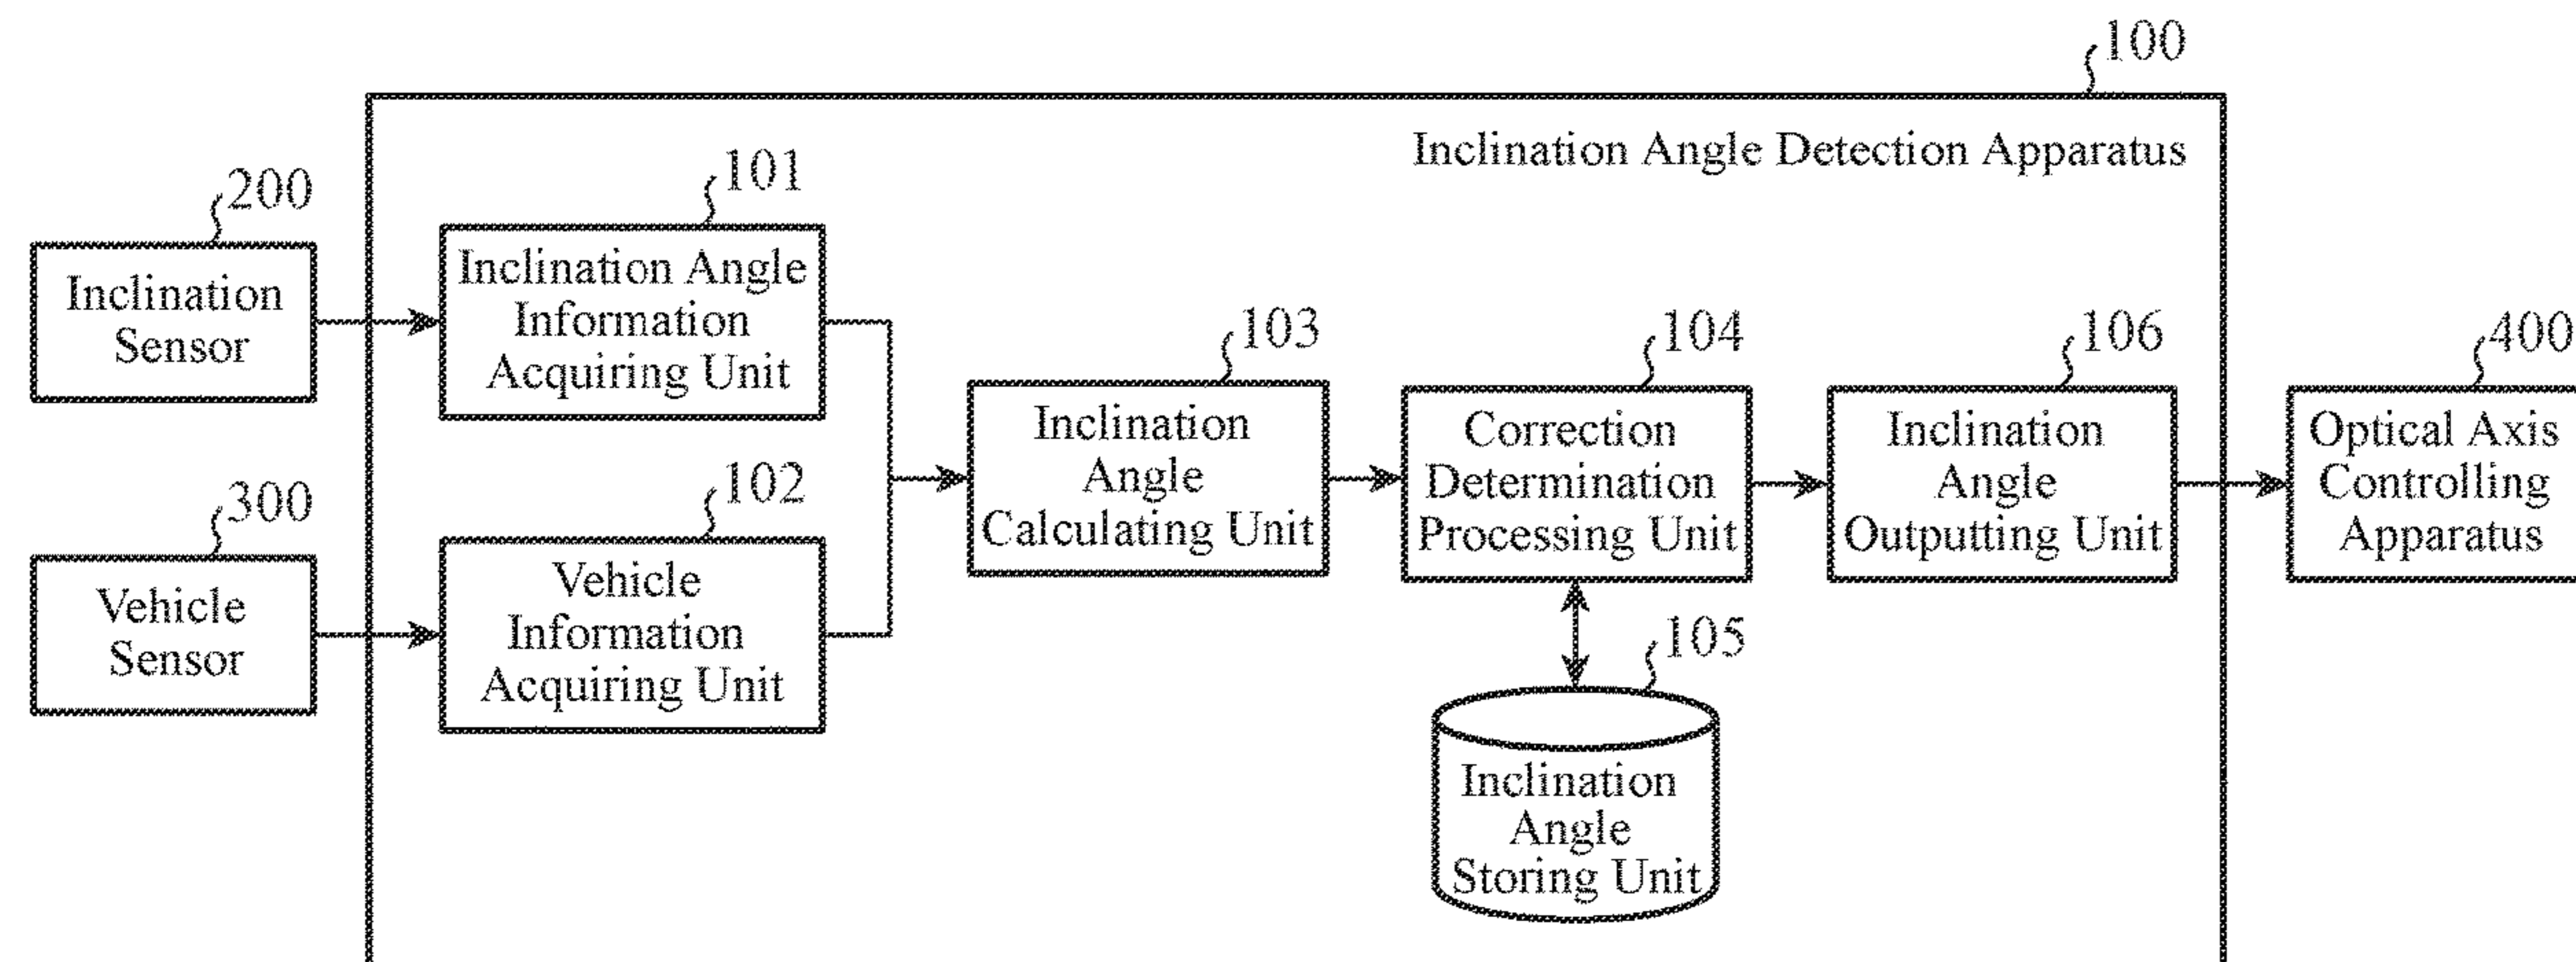 100
Inclination Angle Detection Apparatus
200
Inclination
Sensor
101
Inclination Angle
Information
Acquiring Unit
300
Vehicle
Sensor
102
Vehicle
Information
Acquiring Unit
103
Inclination
Angle
Calculating Unit
104
Correction
Determination
Processing Unit
105
Inclination
Angle
Storing Unit
106
Inclination
Angle
Outputting Unit
400
Optical Axis
Controlling
Apparatus